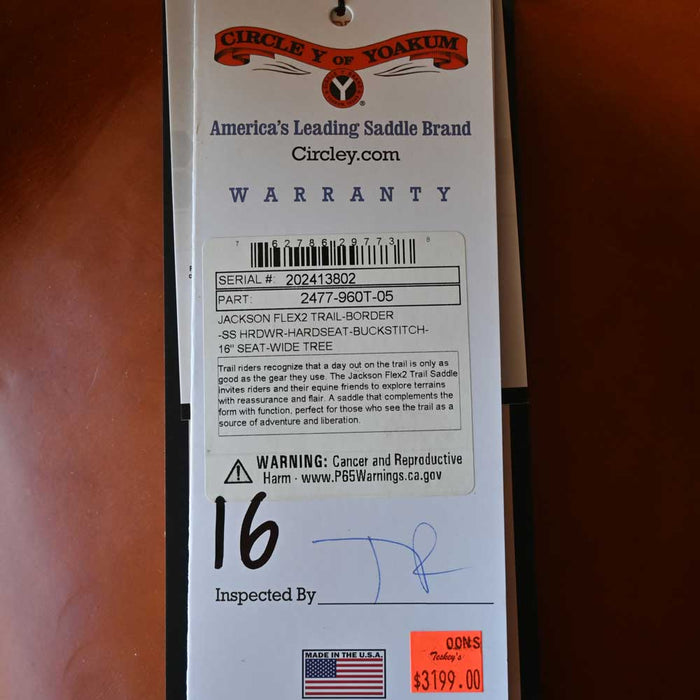 CIRCLE Y OF YOAKUM
Y
®
America's Leading Saddle Brand
Circley.com
WARRANTY
7 62786 29773 8
SERIAL #: 202413802
PART: 2477-960T-05
JACKSON FLEX2 TRAIL-BORDER
-SS HRDWR-HARDSEAT-BUCKSTITCH-
16" SEAT-WIDE TREE
Trail riders recognize that a day out on the trail is only as
good as the gear they use. The Jackson Flex2 Trail Saddle
invites riders and their equine friends to explore terrains
with reassurance and flair. A saddle that complements the
form with function, perfect for those who see the trail as a
source of adventure and liberation.
WARNING: Cancer and Reproductive
Harm - www.P65Warnings.ca.gov
16
Inspected By
MADE IN THE U.S.A.
OONS
Teskey's
$3199.00